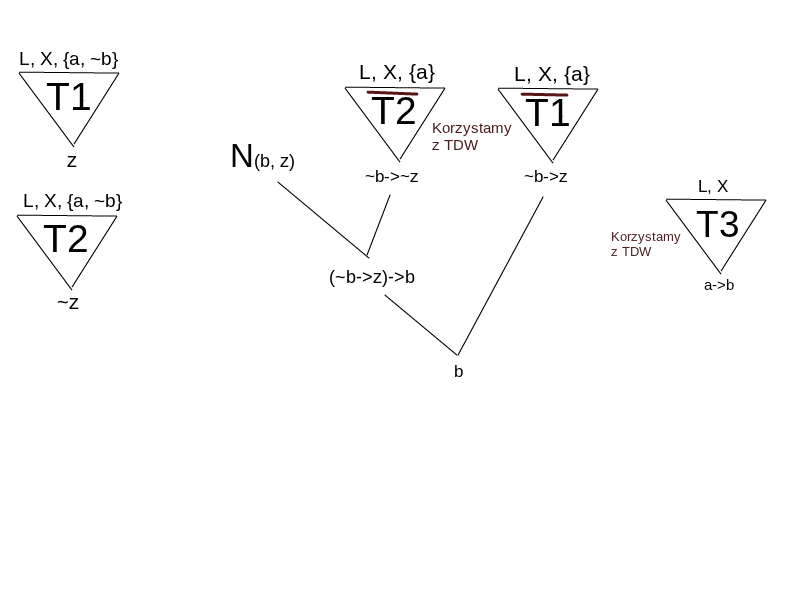 L, X, {a, ~b}
T1
z
L, X, {a, ~b}
T2
~z
N(b, z)
L, X, {a}
T2
Korzystamy
z TDW
~b->~z
L, X, {a}
T1
~b->z
(~b->z)->b
b
L, X
T3
Korzystamy
z TDW
a->b